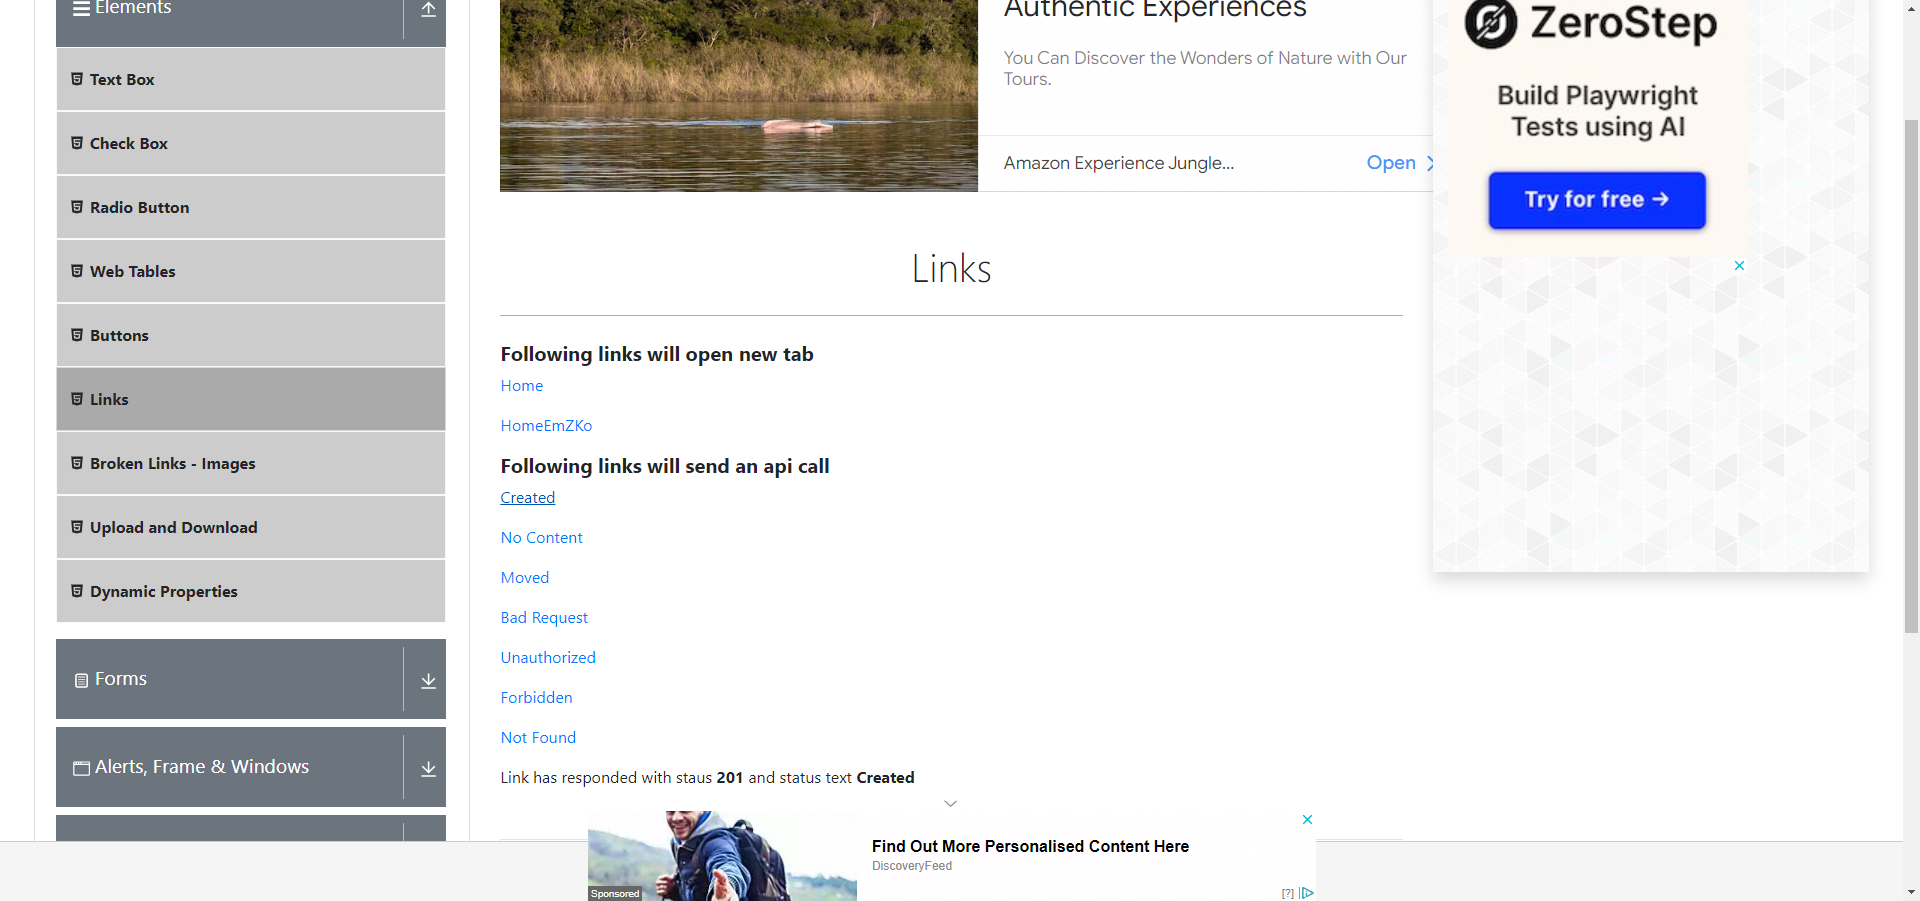 Elements
Text Box
Check Box
Radio Button
Web Tables
Buttons
Links
Broken Links - Images
Upload and Download
Dynamic Properties
Forms
Alerts, Frame & Windows
Authentic Experiences
You Can Discover the Wonders of Nature with Our
Tours.
Amazon Experience Jungle...
Open
Links
Following links will open new tab
Home
HomeEmZKo
Following links will send an api call
Created
No Content
Moved
Bad Request
Unauthorized
Forbidden
Not Found
Link has responded with staus 201 and status text Created
ZeroStep
Build Playwright
Tests using AI
Try for free →
Find Out More Personalised Content Here
DiscoveryFeed
Sponsored
[?]